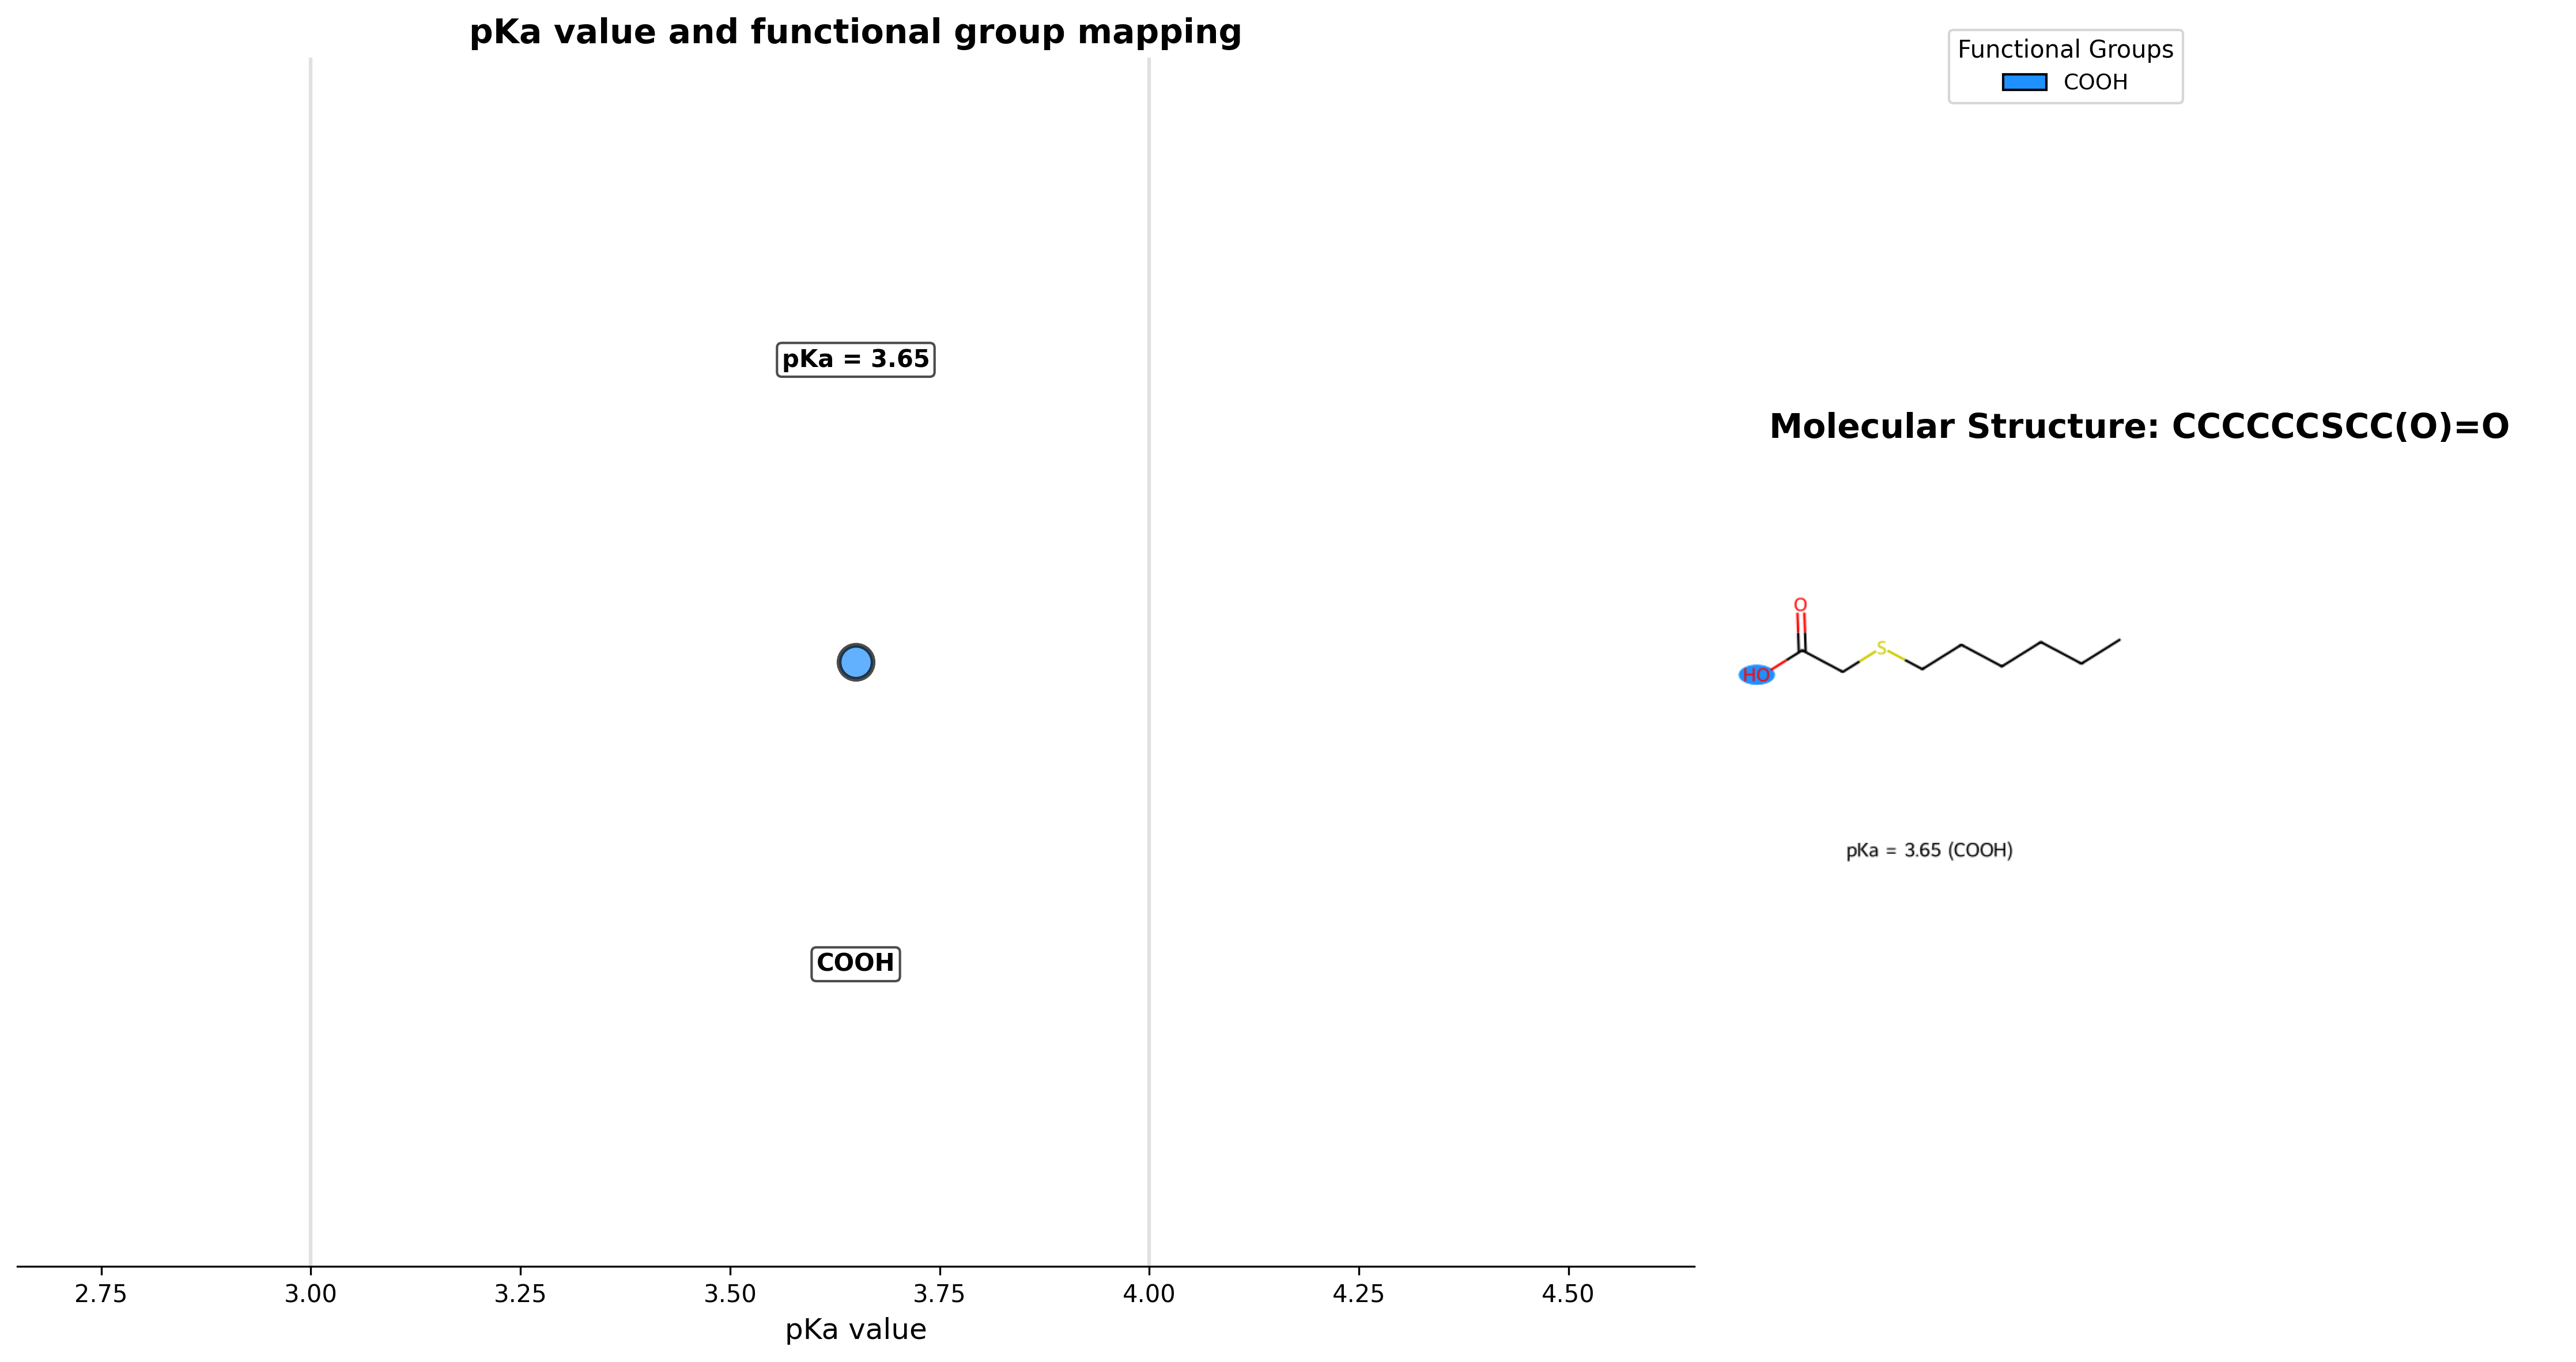 pKa value and functional group mapping
Functional Groups
COOH
pKa = 3.65
Molecular Structure: CCCCCCSCC(O)=O
O
S
HO
pKa = 3.65 (COOH)
COOH
2.75 3.00 3.25 3.50 3.75 4.00 4.25 4.50
pKa value